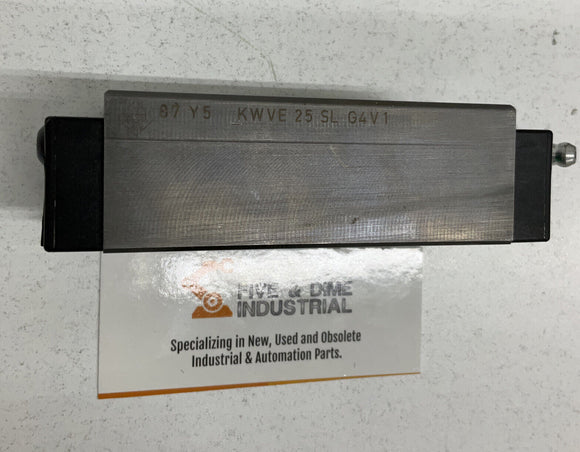 87 Y5 KWVE 25 SL G4V1
FIVE & DIME
INDUSTRIAL
Specializing in New, Used and Obsolete
Industrial & Automation Parts.